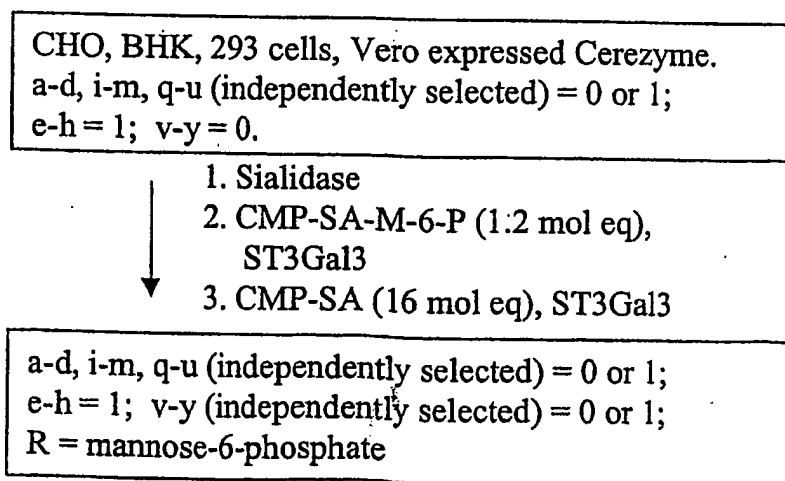 CHO, BHK, 293 cells, Vero expressed Cerezyme.
a-d, i-m, q-u (independently selected) = 0 or 1;
e-h = 1; v-y = 0.
1. Sialidase
2. CMP-SA-M-6-P (1.2 mol eq),
ST3Gal3
3. CMP-SA (16 mol eq), ST3Gal3
a-d, i-m, q-u (independently selected) = 0 or 1;
e-h = 1; v-y (independently selected) = 0 or 1;
R = mannose-6-phosphate